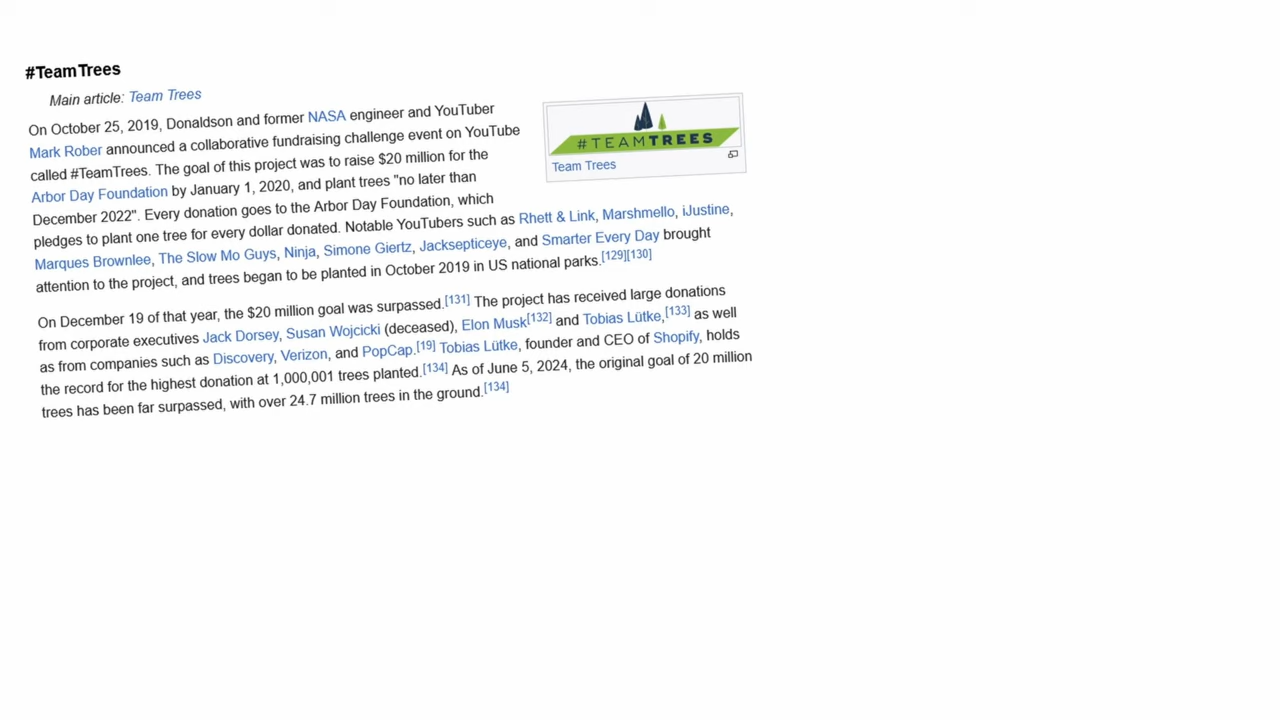 #TeamTrees
Main article: Team Trees
On October 25, 2019, Donaldson and former NASA engineer and YouTuber
Mark Rober announced a collaborative fundraising challenge event on YouTube
called #TeamTrees. The goal of this project was to raise $20 million for the
Arbor Day Foundation by January 1, 2020, and plant trees "no later than
December 2022". Every donation goes to the Arbor Day Foundation, which
pledges to plant one tree for every dollar donated. Notable YouTubers such as Rhett & Link, Marshmello, iJustine,
Marques Brownlee, The Slow Mo Guys, Ninja, Simone Giertz, Jacksepticeye, and Smarter Every Day brought
attention to the project, and trees began to be planted in October 2019 in US national parks.[129][130]
#TEAMTREES
Team Trees
On December 19 of that year, the $20 million goal was surpassed.[131] The project has received large donations
from corporate executives Jack Dorsey, Susan Wojcicki (deceased), Elon Musk[132] and Tobias Lütke,[133] as well
as from companies such as Discovery, Verizon, and PopCap.[19] Tobias Lütke, founder and CEO of Shopify, holds
the record for the highest donation at 1,000,001 trees planted.[134] As of June 5, 2024, the original goal of 20 million
trees has been far surpassed, with over 24.7 million trees in the ground.[134]